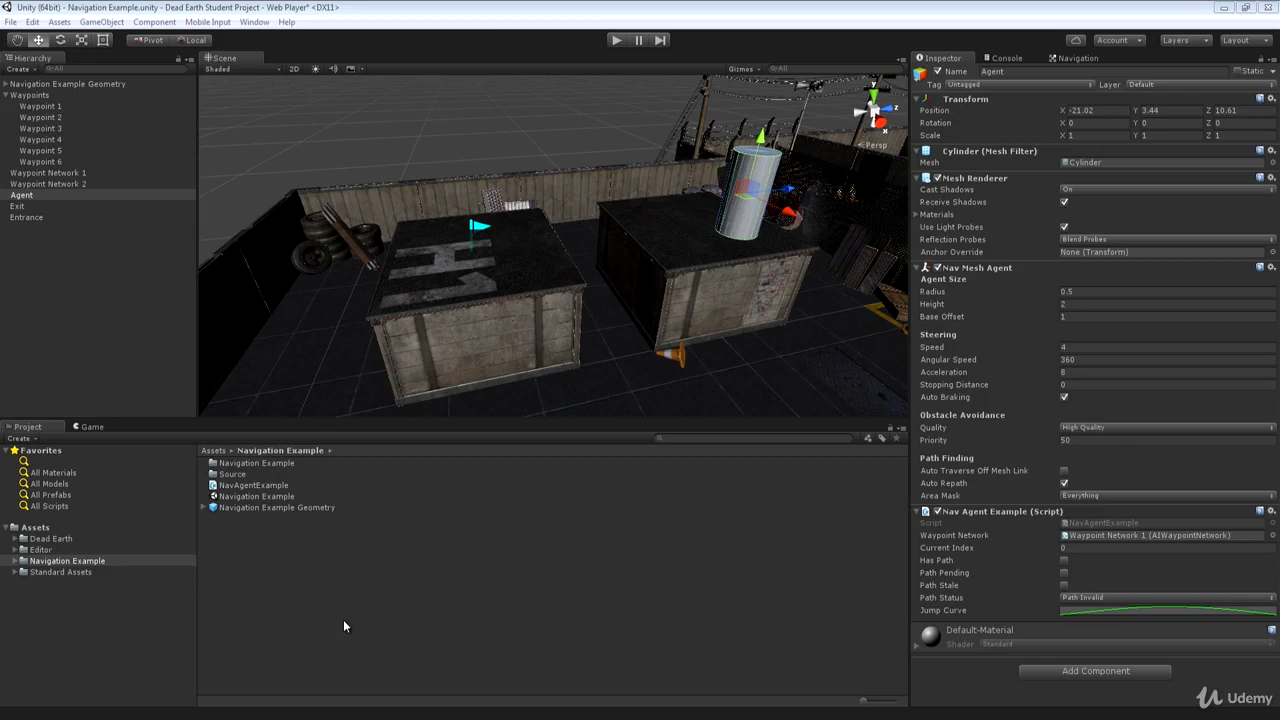 Unity (64bit) - Navigation Example.unity - Dead Earth Student Project - Web Player* <DX11>
File Edit Assets GameObject Component Mobile Input Window Help
Pivot Local Account Layers Layout
Hierarchy
Create All
Navigation Example Geometry
Waypoints
Waypoint 1
Waypoint 2
Waypoint 3
Waypoint 4
Waypoint 5
Waypoint 6
Waypoint Network 1
Waypoint Network 2
Agent
Exit
Entrance
Scene
Shaded 2D Gizmos All
y
z
x
Persp
Project Game
Create
Favorites
All Materials
All Models
All Prefabs
All Scripts
Assets
Dead Earth
Editor
Navigation Example
Standard Assets
Assets Navigation Example
Navigation Example
Source
NavAgentExample
Navigation Example
Navigation Example Geometry
Inspector Console Navigation
Name Agent Static
Tag Untagged Layer Default
Transform
Position X -21.02 Y 3.44 Z 10.61
Rotation X 0 Y 0 Z 0
Scale X 1 Y 1 Z 1
Cylinder (Mesh Filter)
Mesh Cylinder
Mesh Renderer
Cast Shadows On
Receive Shadows
Materials
Use Light Probes
Reflection Probes Blend Probes
Anchor Override None (Transform)
Nav Mesh Agent
Agent Size
Radius 0.5
Height 2
Base Offset 1
Steering
Speed 4
Angular Speed 360
Acceleration 8
Stopping Distance 0
Auto Braking
Obstacle Avoidance
Quality High Quality
Priority 50
Path Finding
Auto Traverse Off Mesh Link
Auto Repath
Area Mask Everything
Nav Agent Example (Script)
Script NavAgentExample
Waypoint Network Waypoint Network 1 (AIWaypointNetwork)
Current Index 0
Has Path
Path Pending
Path Stale
Path Status Path Invalid
Jump Curve
Default-Material
Shader Standard
Add Component
Udemy